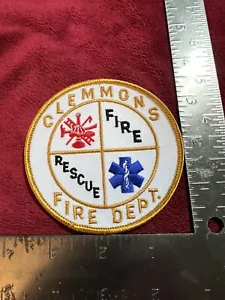 CLEMMONS
FIRE
RESCUE
FIRE DEPT.